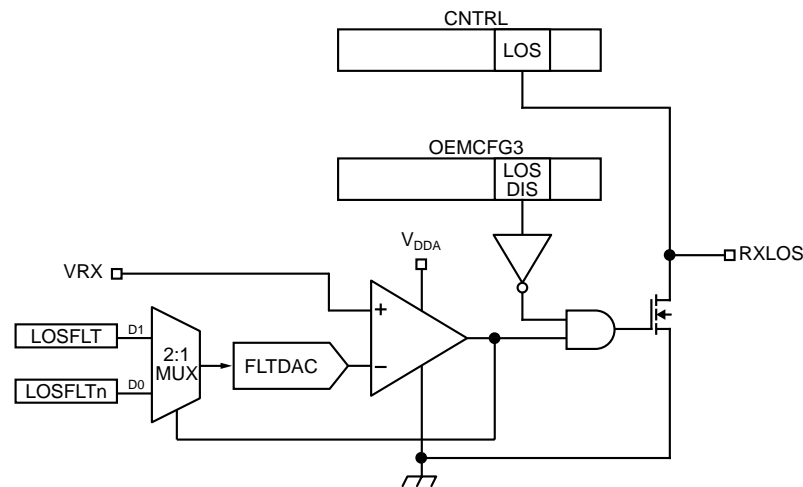 CNTRL
LOS
OEMCFG3
LOS
DIS
VDDA
VRX
RXLOS
+
LOSFLT
D1
2:1
MUX
FLTDAC
−
LOSFLTn
D0